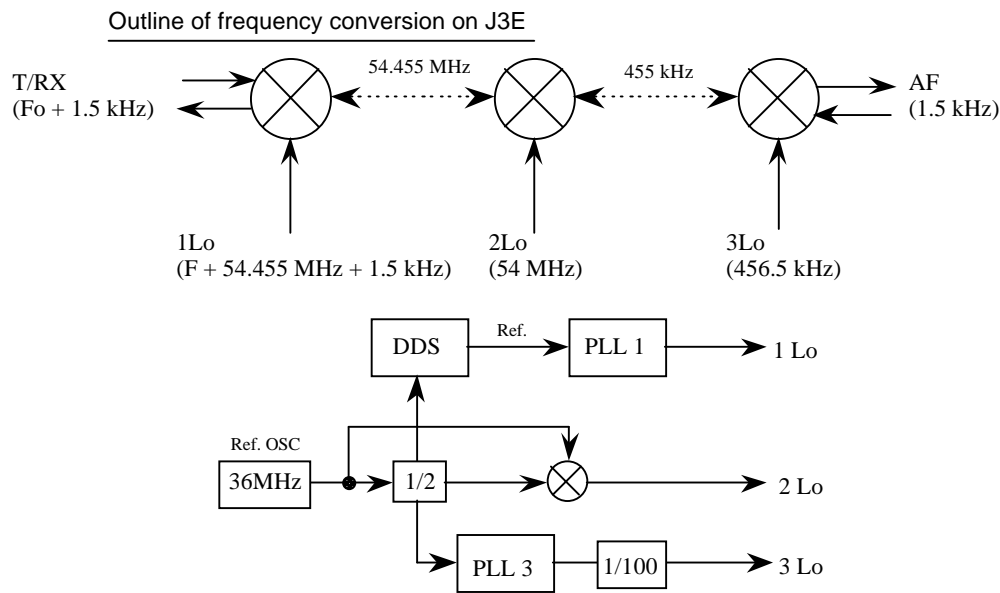 Outline of frequency conversion on J3E
T/RX
(Fo + 1.5 kHz)
54.455 MHz
455 kHz
AF
(1.5 kHz)
1Lo
(F + 54.455 MHz + 1.5 kHz)
2Lo
(54 MHz)
3Lo
(456.5 kHz)
DDS
Ref.
PLL 1
1 Lo
Ref. OSC
36MHz
1/2
2 Lo
PLL 3
1/100
3 Lo